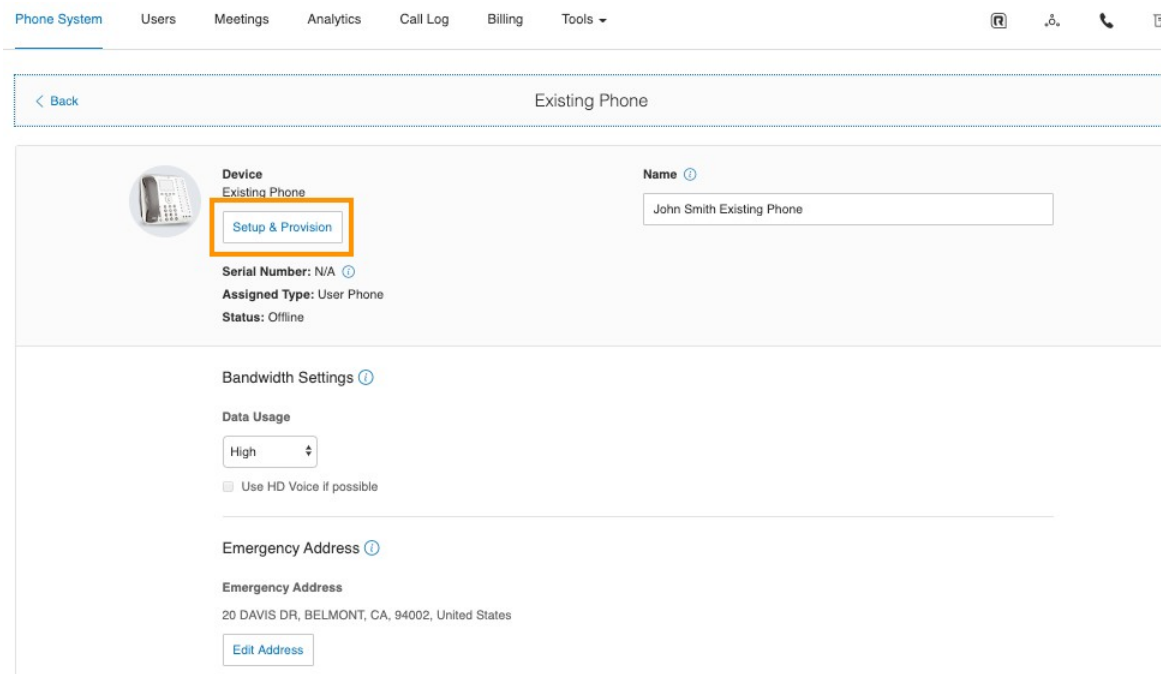 Phone System Users Meetings Analytics Call Log Billing Tools
Back Existing Phone
Device
Existing Phone
Setup & Provision
Serial Number: N/A
Assigned Type: User Phone
Status: Offline
Name
John Smith Existing Phone
Bandwidth Settings
Data Usage
High
Use HD Voice if possible
Emergency Address
Emergency Address
20 DAVIS DR, BELMONT, CA, 94002, United States
Edit Address